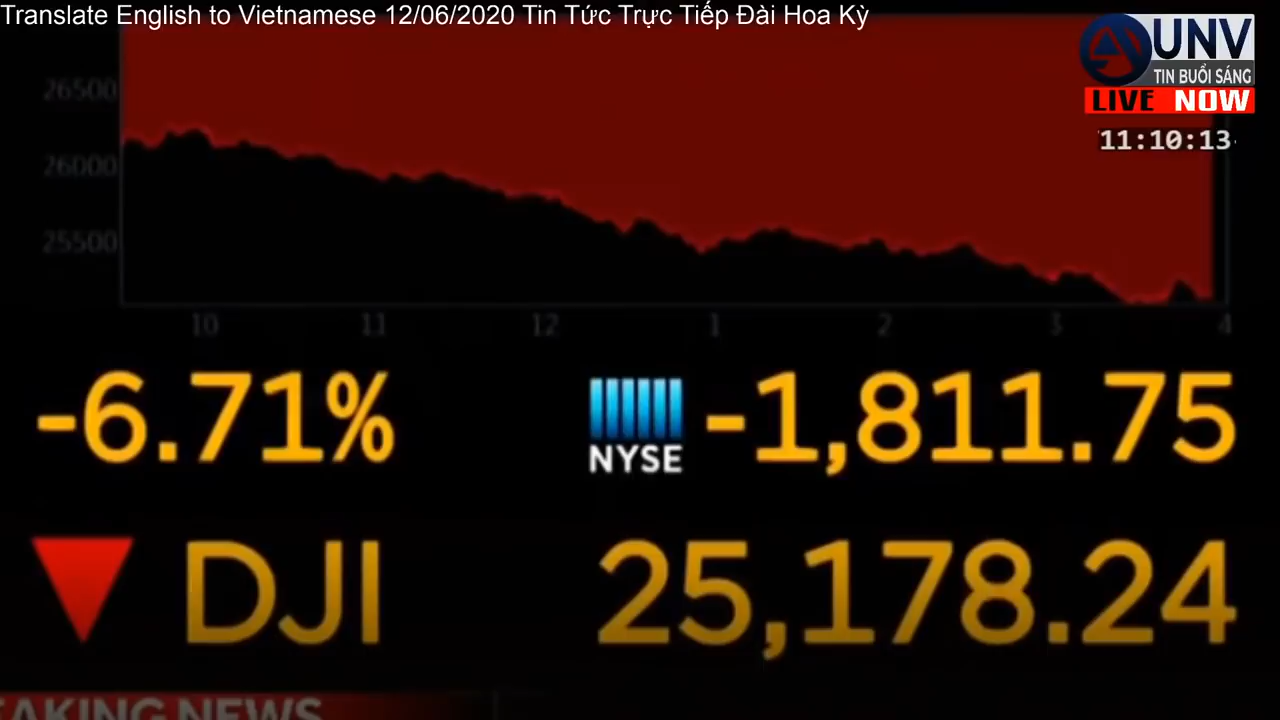 Translate English to Vietnamese 12/06/2020 Tin Tức Trực Tiếp Đài Hoa Kỳ
UNV
TIN BUỔI SÁNG
LIVE NOW
11:10:13
26500
26000
25500
10 11 12 1 2 3 4
-6.71% NYSE -1,811.75
DJI 25,178.24
EAKING NEWS